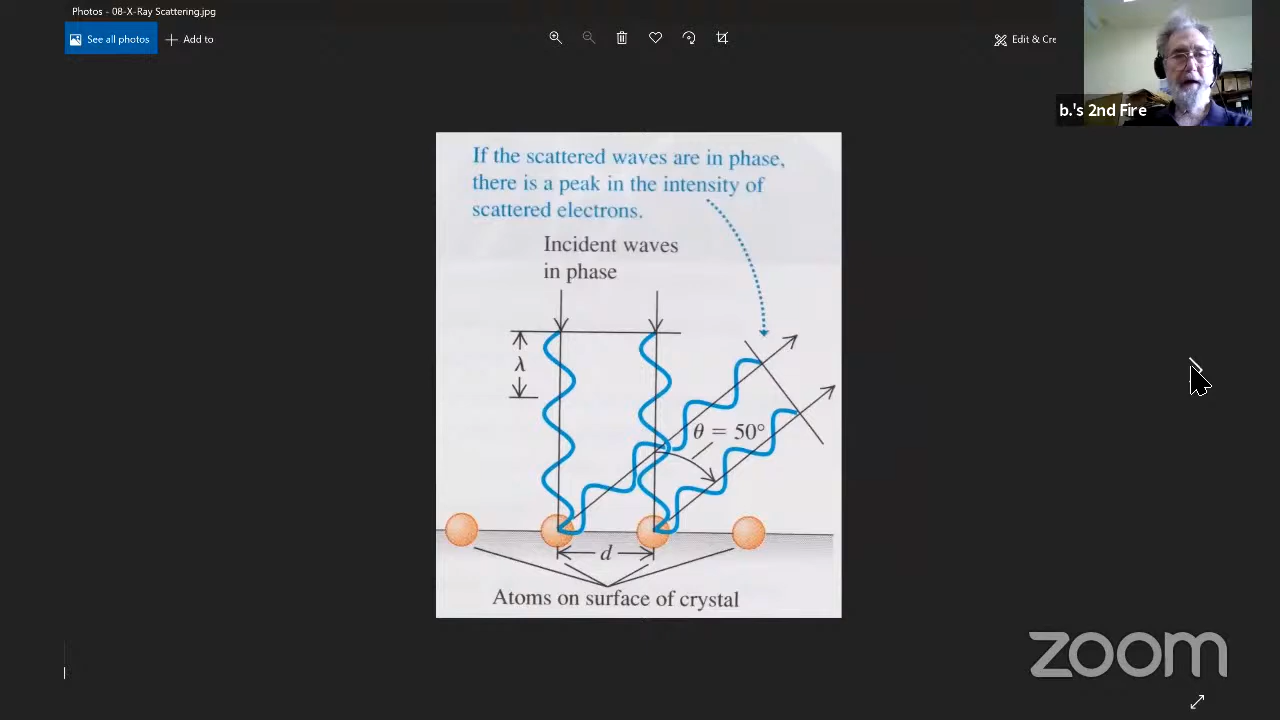 Photos - 08-X-Ray Scattering.jpg
See all photos
Add to
Edit & Cre
b.'s 2nd Fire
If the scattered waves are in phase,
there is a peak in the intensity of
scattered electrons.
Incident waves
in phase
λ
θ = 50°
d
Atoms on surface of crystal
zoom